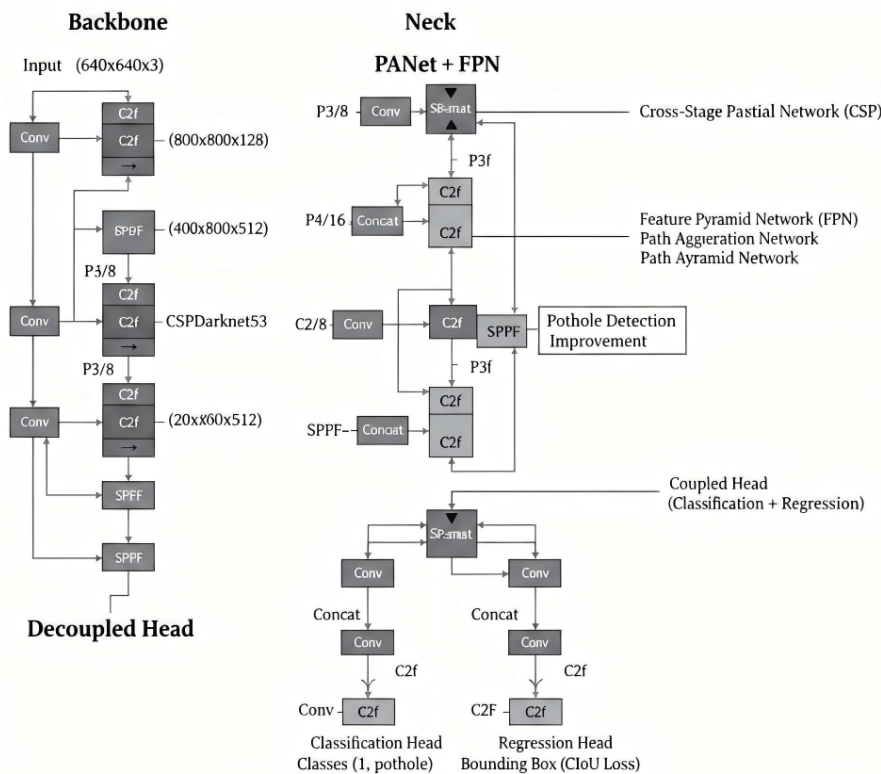 Backbone
Input (640x640x3)
C2f
Conv
C2f
(800x800x128)
→
(400x800x512)
P3/8
C2f
Conv
C2f
CSPDarknet53
→
P3/8
C2f
Conv
C2f
→
SPFF
SPPF
Decoupled Head
Neck
PANet + FPN
P3/8
Conv
Cross-Stage Pastial Network (CSP)
P3f
C2f
P4/16
Concat
C2f
Feature Pyramid Network (FPN)
Path Aggieration Network
Path Ayramid Network
C2/8
Conv
C2f
SPPF
Pothole Detection
Improvement
P3f
C2f
SPPF
Concat
C2f
Coupled Head
(Classification + Regression)
Conv
Conv
Concat
Concat
Conv
Conv
C2f
C2f
Conv
C2f
C2F
C2f
Classification Head
Classes (1, pothole)
Regression Head
Bounding Box (CIoU Loss)